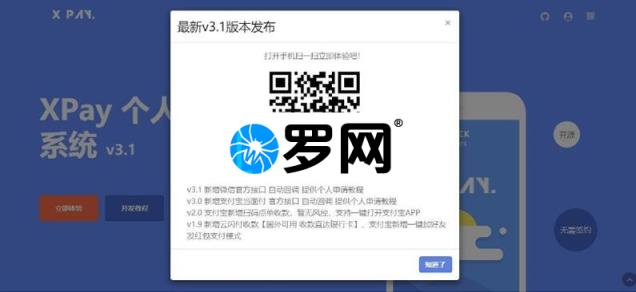 X PAY.
最新v3.1版本发布
×
打开手机扫一扫立即体验吧!
XPay 个人
系统 v3.1
罗网®
开源
立即体验
开发教程
无需签约
v3.1 新增微信官方接口 自动回调 提供个人申请教程
v3.0 新增支付宝当面付 官方接口 自动回调 提供个人申请教程
v2.0 支付宝新增扫码点单收款,暂无风控、支持一键打开支付宝APP
v1.9 新增云闪付收款【国外可用 收款直达银行卡】,支付宝新增一键加好友
发红包支付模式
知道了